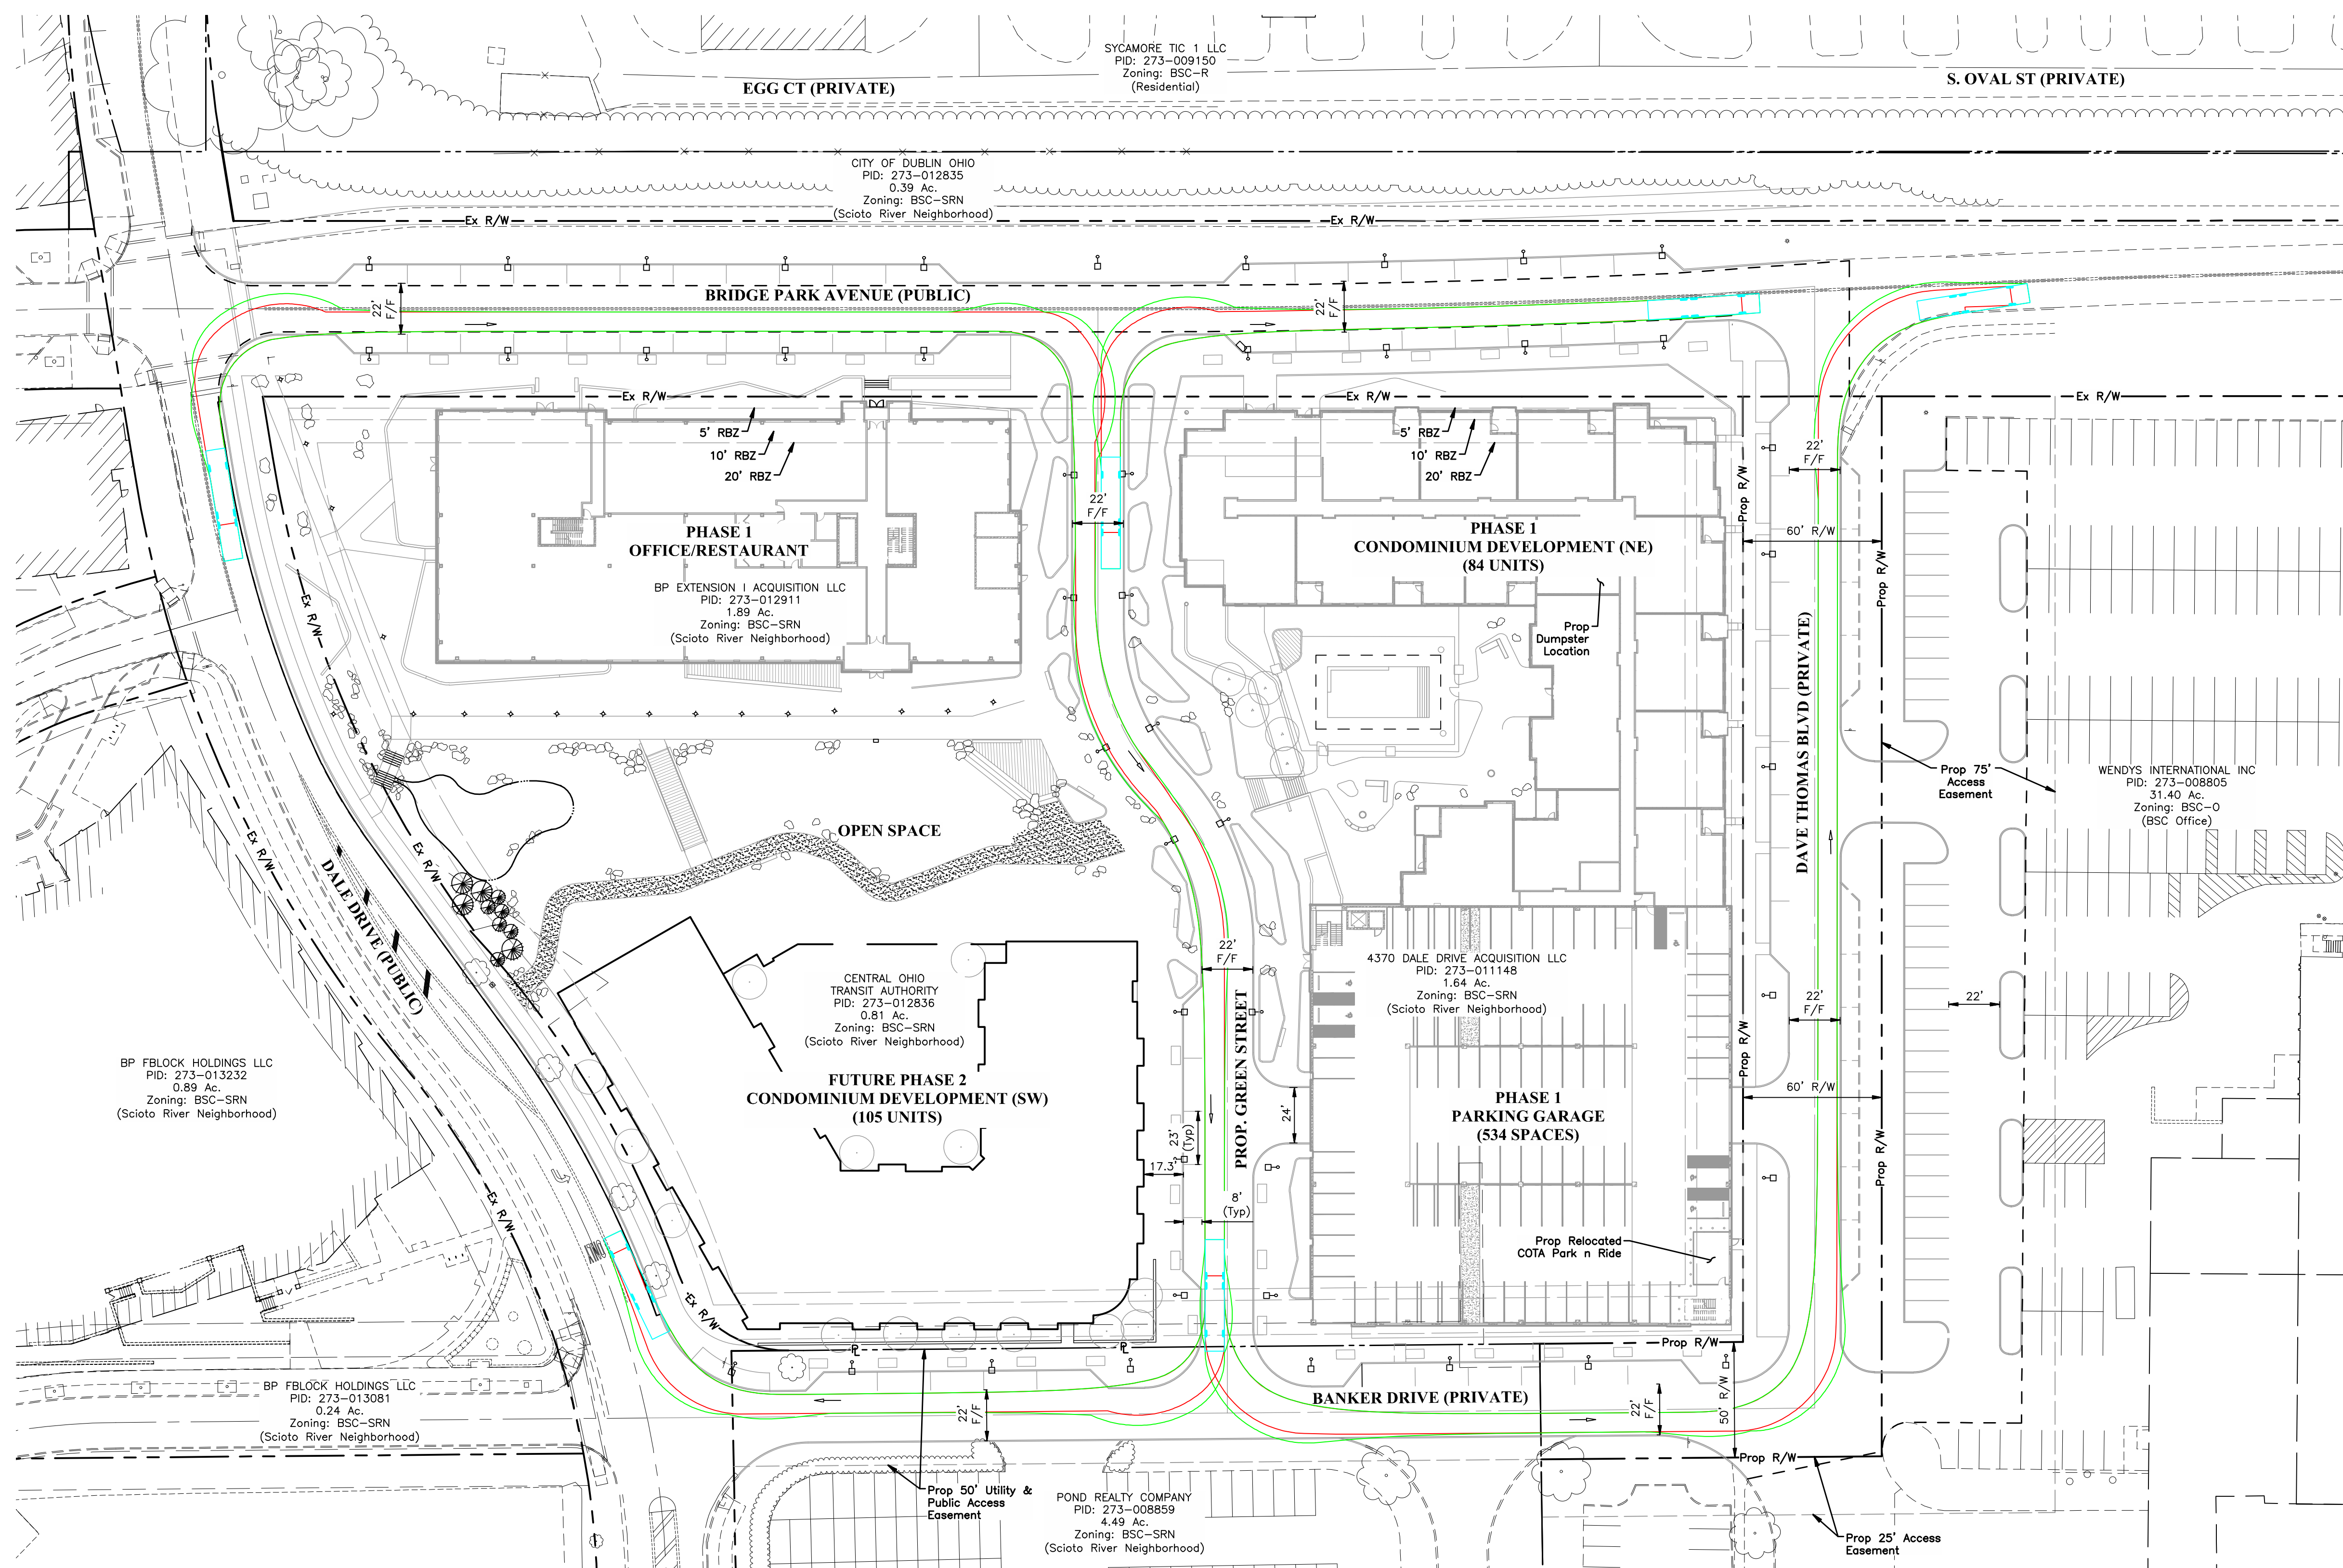 SYCAMORE TIC 1 LLC
PID: 273-009150
Zoning: BSC-R
(Residential)
EGG CT (PRIVATE)
S. OVAL ST (PRIVATE)
CITY OF DUBLIN OHIO
PID: 273-012835
0.39 Ac.
Zoning: BSC-SRN
(Scioto River Neighborhood)
Ex R/W
Ex R/W
BRIDGE PARK AVENUE (PUBLIC)
22'
F/F
22'
F/F
Ex R/W
Ex R/W
Ex R/W
5' RBZ
10' RBZ
20' RBZ
5' RBZ
10' RBZ
20' RBZ
22'
F/F
22'
F/F
Prop R/W
60' R/W
Prop R/W
PHASE 1
OFFICE/RESTAURANT
BP EXTENSION I ACQUISITION LLC
PID: 273-012911
1.89 Ac.
Zoning: BSC-SRN
(Scioto River Neighborhood)
PHASE 1
CONDOMINIUM DEVELOPMENT (NE)
(84 UNITS)
Prop
Dumpster
Location
Ex R/W
DAVE THOMAS BLVD (PRIVATE)
Prop 75'
Access
Easement
WENDYS INTERNATIONAL INC
PID: 273-008805
31.40 Ac.
Zoning: BSC-O
(BSC Office)
OPEN SPACE
Ex R/W
Ex R/W
DALE DRIVE (PUBLIC)
22'
F/F
CENTRAL OHIO
TRANSIT AUTHORITY
PID: 273-012836
0.81 Ac.
Zoning: BSC-SRN
(Scioto River Neighborhood)
4370 DALE DRIVE ACQUISITION LLC
PID: 273-011148
1.64 Ac.
Zoning: BSC-SRN
(Scioto River Neighborhood)
22'
F/F
22'
Prop R/W
PROP. GREEN STREET
BP FBLOCK HOLDINGS LLC
PID: 273-013232
0.89 Ac.
Zoning: BSC-SRN
(Scioto River Neighborhood)
FUTURE PHASE 2
CONDOMINIUM DEVELOPMENT (SW)
(105 UNITS)
PHASE 1
PARKING GARAGE
(534 SPACES)
60' R/W
24'
23'
(Typ)
17.3'
8'
(Typ)
Prop R/W
Ex R/W
Prop Relocated
COTA Park n Ride
Ex R/W
Prop R/W
BP FBLOCK HOLDINGS LLC
PID: 273-013081
0.24 Ac.
Zoning: BSC-SRN
(Scioto River Neighborhood)
BANKER DRIVE (PRIVATE)
22'
F/F
22'
F/F
50' R/W
Prop R/W
Prop 50' Utility &
Public Access
Easement
POND REALTY COMPANY
PID: 273-008859
4.49 Ac.
Zoning: BSC-SRN
(Scioto River Neighborhood)
Prop 25' Access
Easement